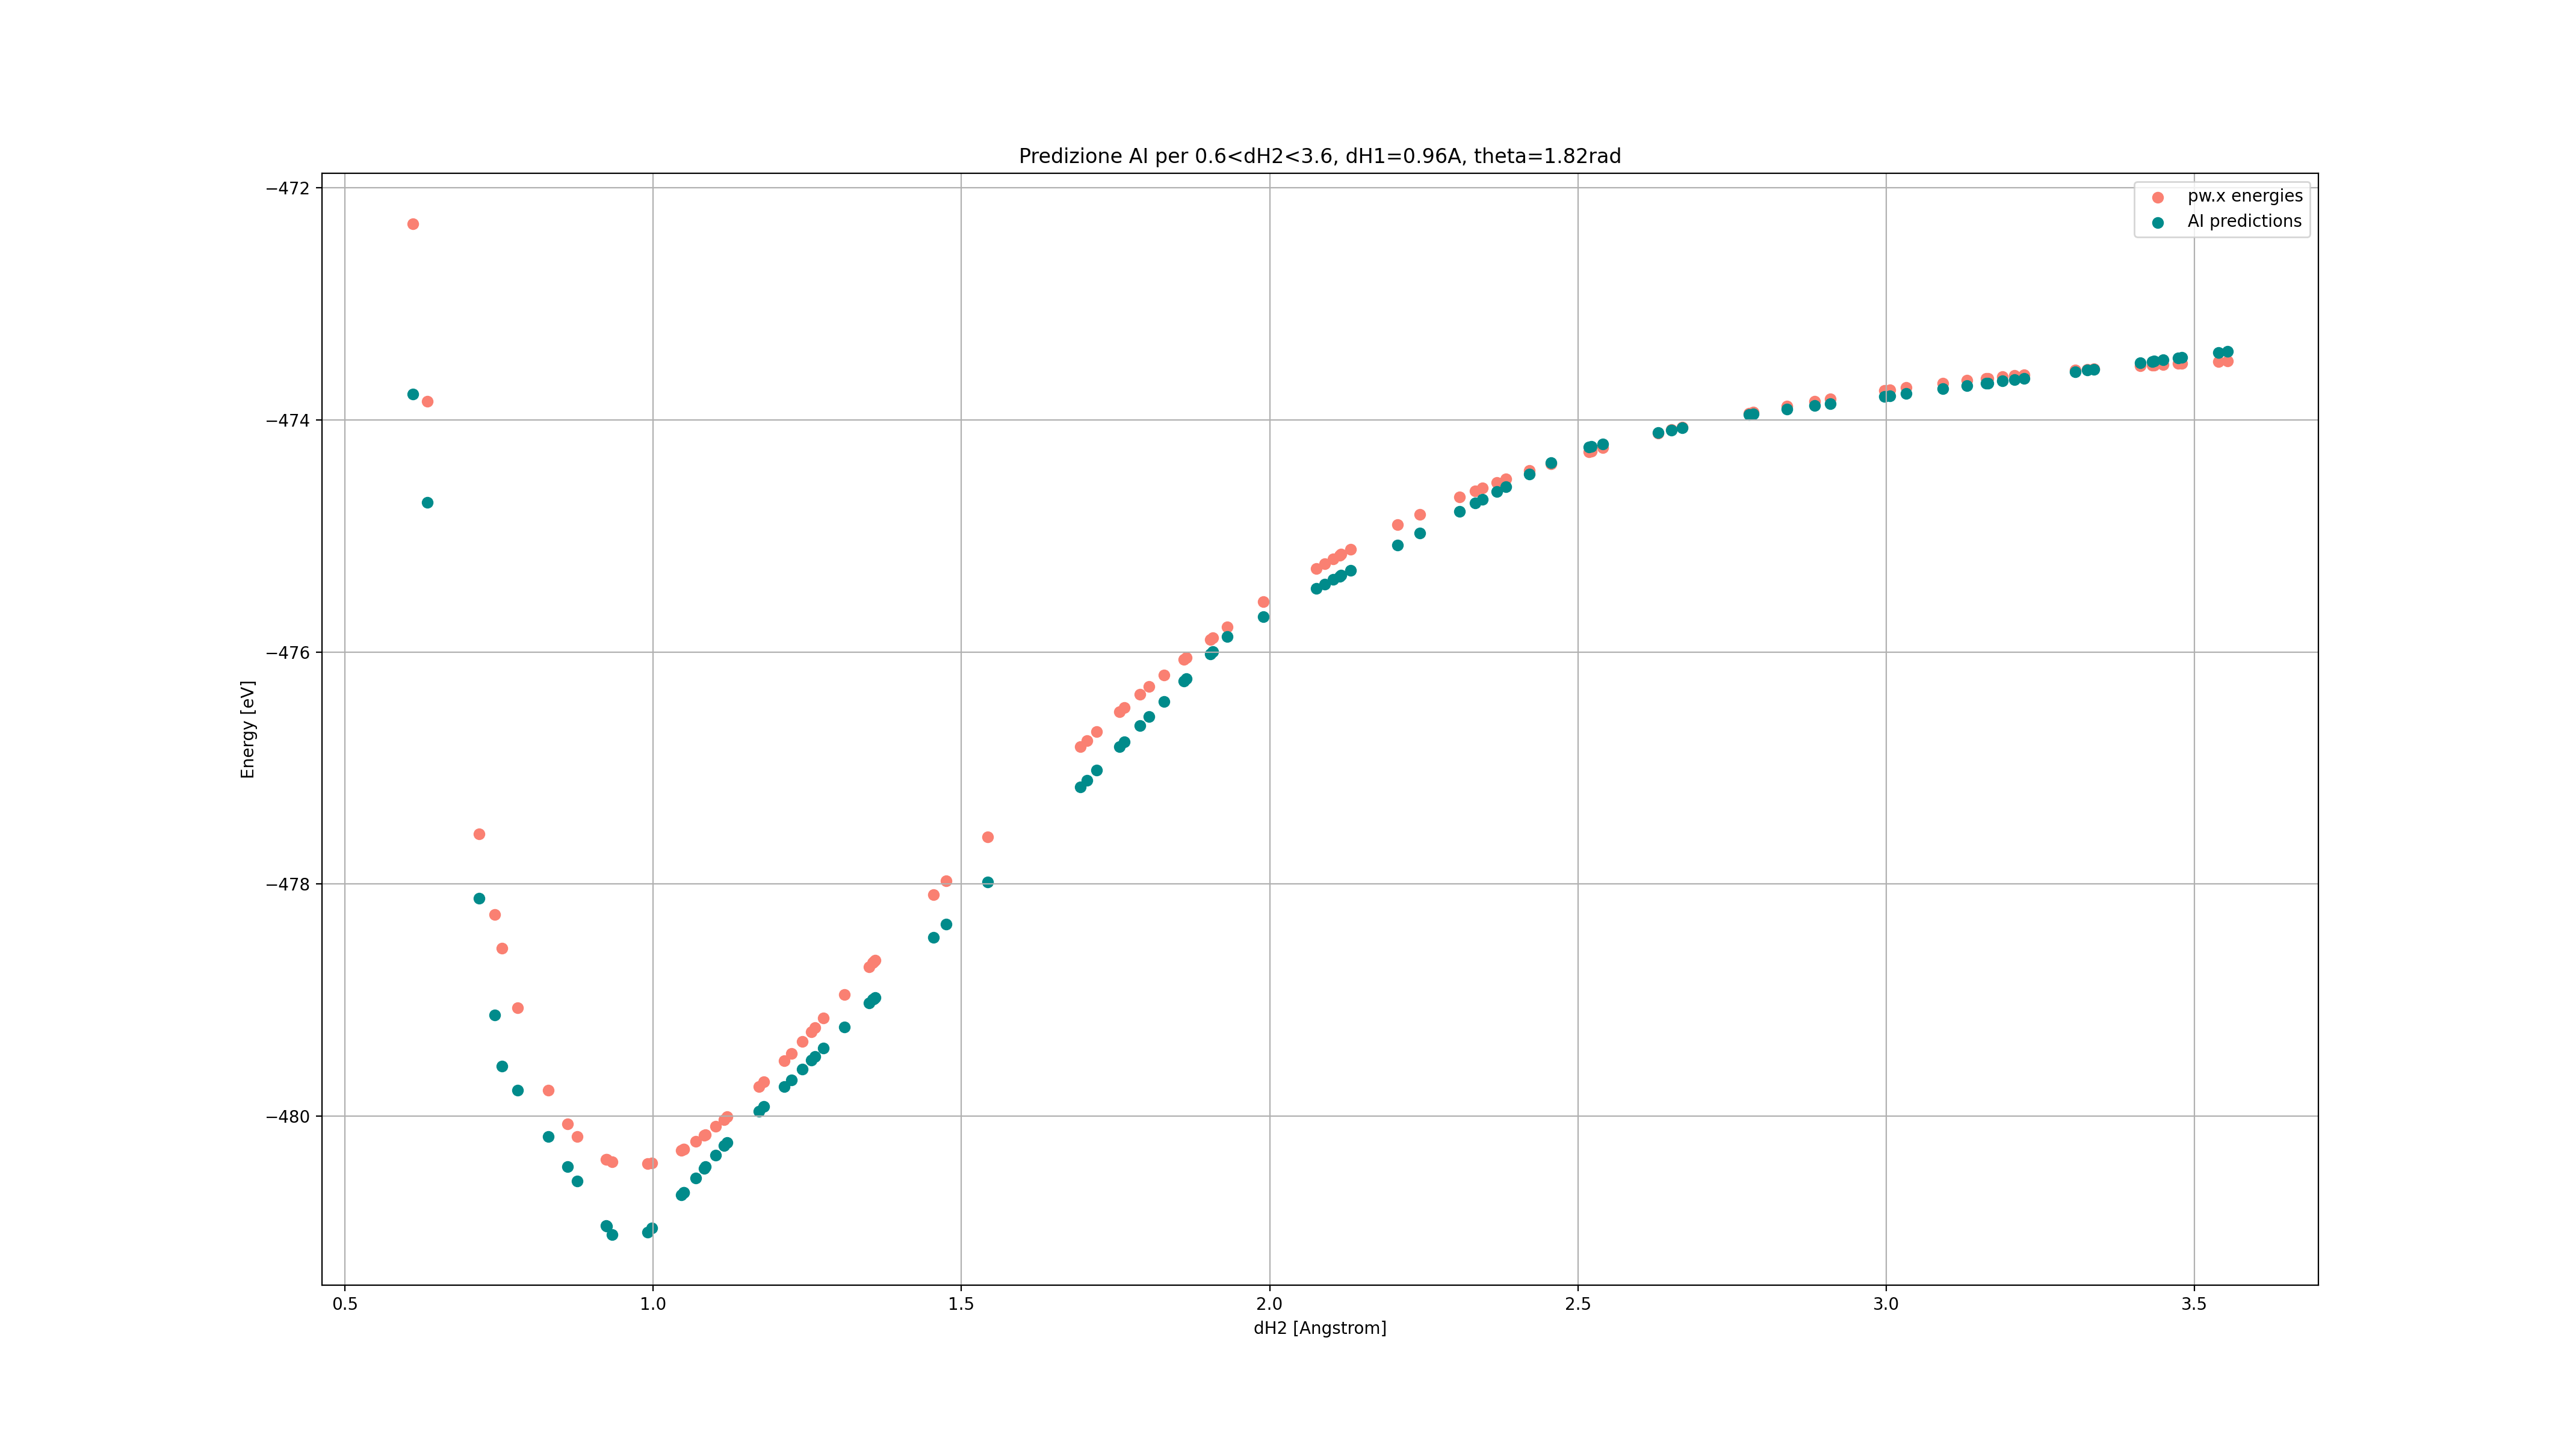 Predizione AI per 0.6<dH2<3.6, dH1=0.96A, theta=1.82rad
pw.x energies
AI predictions
−472
−474
−476
−478
−480
Energy [eV]
0.5 1.0 1.5 2.0 2.5 3.0 3.5
dH2 [Angstrom]